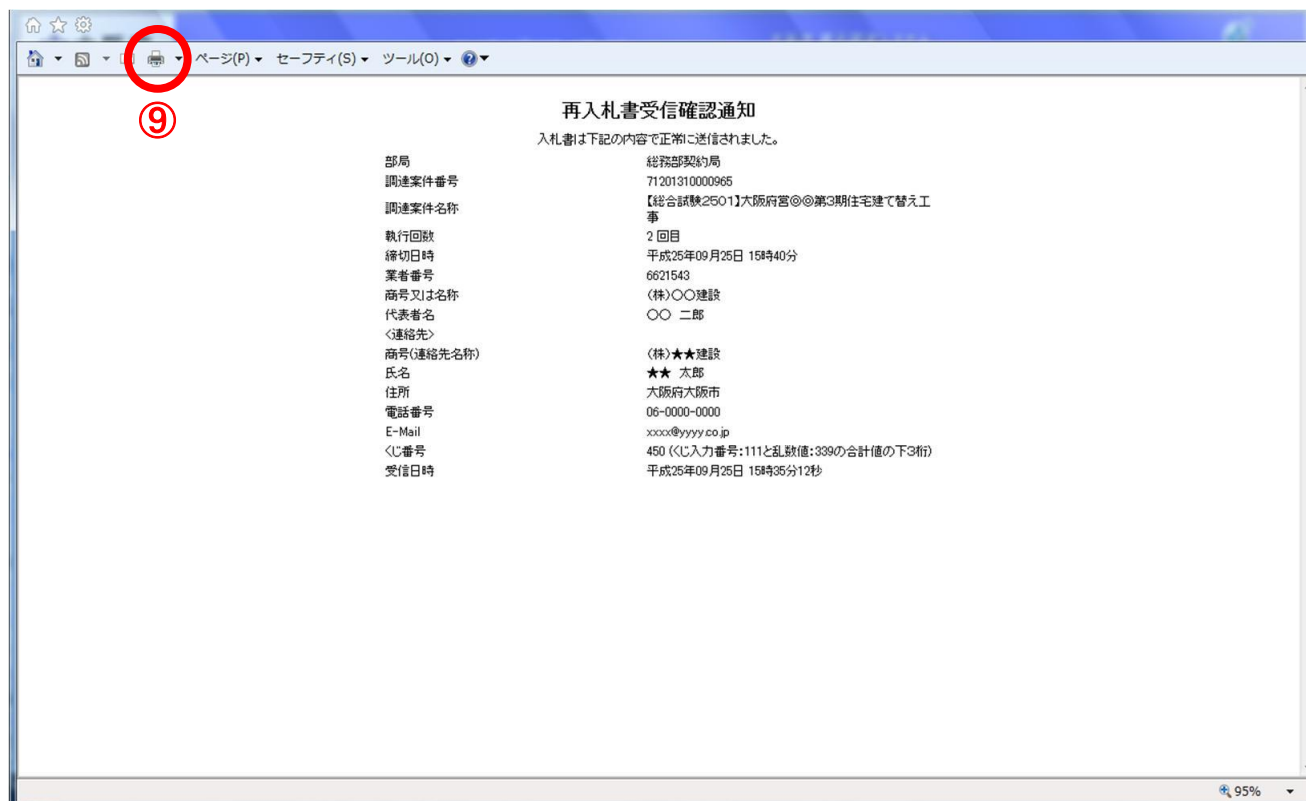 ページ(P) セーフティ(S) ツール(O)
⑨
再入札書受信確認通知
入札書は下記の内容で正常に送信されました。
部局 総務部契約局
調達案件番号 71201310000965
調達案件名称 【総合試験2501】大阪府営◎◎第3期住宅建て替え工
事
執行回数 2回目
締切日時 平成25年09月25日 15時40分
業者番号 6621543
商号又は名称 (株)○○建設
代表者名 ○○ 二郎
<連絡先>
商号(連絡先名称) (株)★★建設
氏名 ★★ 太郎
住所 大阪府大阪市
電話番号 06-0000-0000
E-Mail xxxx@yyyy.co.jp
くじ番号 450 (くじ入力番号:111と乱数値:339の合計値の下3桁)
受信日時 平成25年09月25日 15時35分12秒
95%